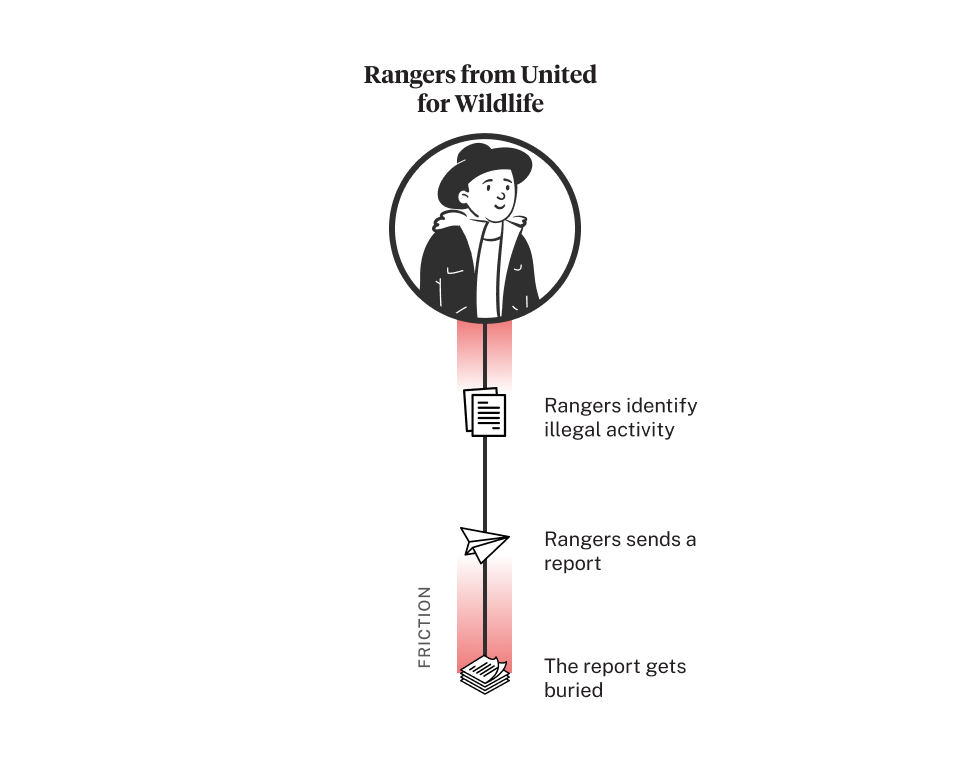 Rangers from United
for Wildlife
Rangers identify
illegal activity
Rangers sends a
report
FRICTION
The report gets
buried